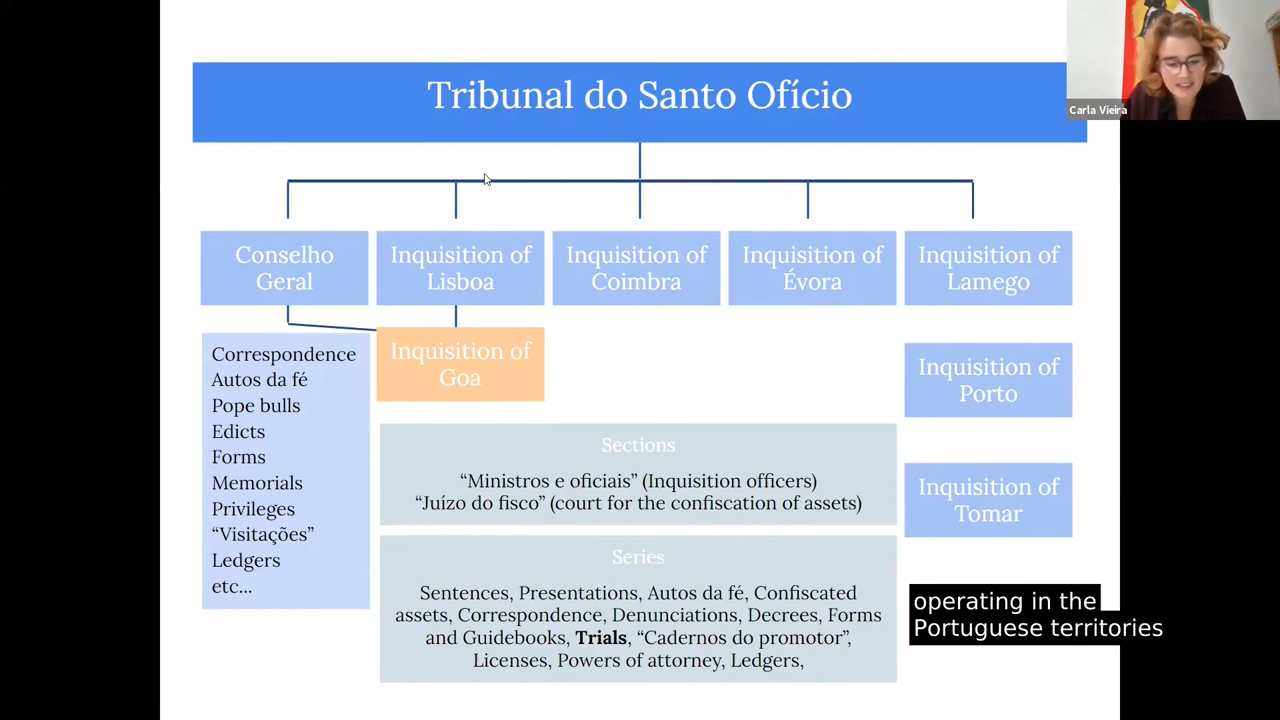 Tribunal do Santo Ofício
Carla Vieira
Conselho
Geral
Inquisition of
Lisboa
Inquisition of
Coimbra
Inquisition of
Évora
Inquisition of
Lamego
Correspondence
Autos da fé
Pope bulls
Edicts
Forms
Memorials
Privileges
“Visitações”
Ledgers
etc...
Inquisition of
Goa
Inquisition of
Porto
Inquisition of
Tomar
Sections
“Ministros e oficiais” (Inquisition officers)
“Juízo do fisco” (court for the confiscation of assets)
Series
Sentences, Presentations, Autos da fé, Confiscated
assets, Correspondence, Denunciations, Decrees, Forms
and Guidebooks, Trials, “Cadernos do promotor”,
Licenses, Powers of attorney, Ledgers,
operating in the
Portuguese territories